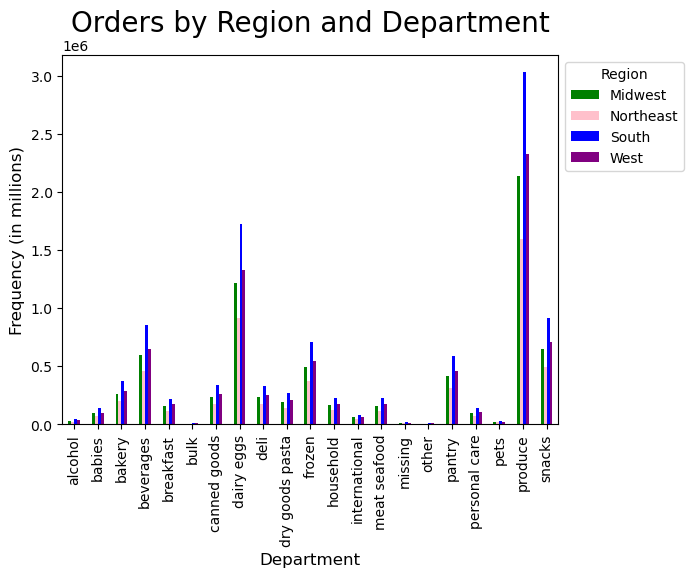 Orders by Region and Department
1e6
3.0
2.5
2.0
1.5
1.0
0.5
0.0
Frequency (in millions)
Region
Midwest
Northeast
South
West
alcohol
babies
bakery
beverages
breakfast
bulk
canned goods
dairy eggs
deli
dry goods pasta
frozen
household
international
meat seafood
missing
other
pantry
personal care
pets
produce
snacks
Department